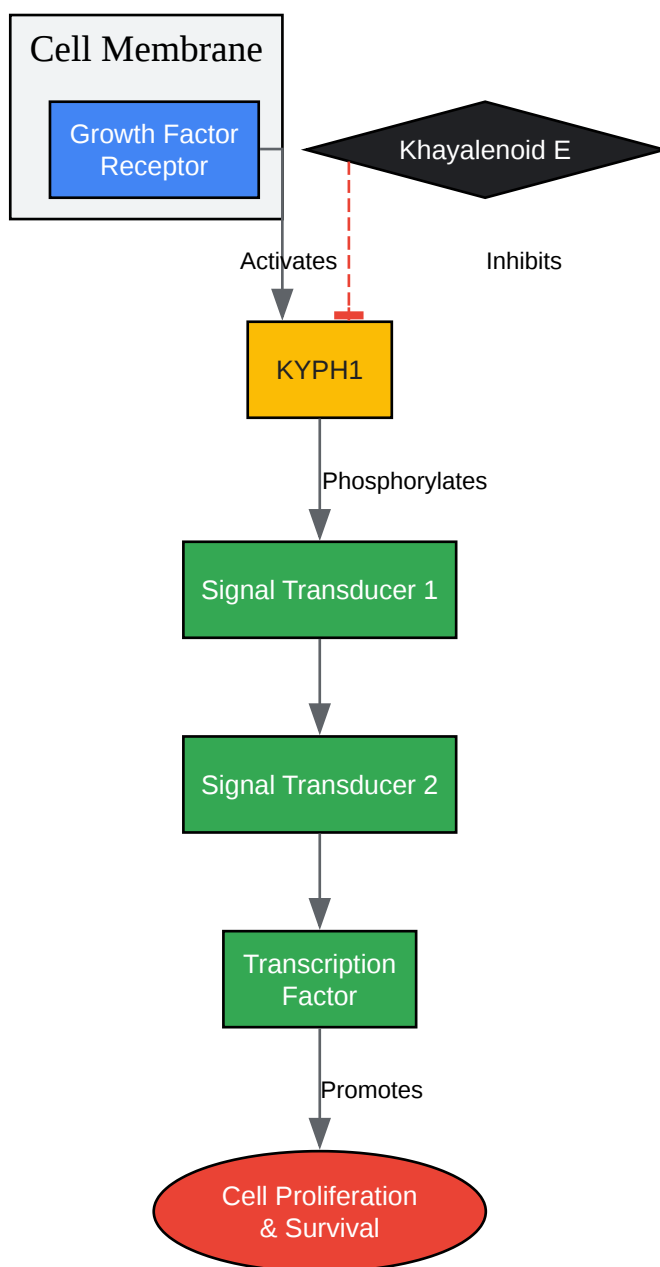 Cell Membrane
Growth Factor
Receptor
Khayalenoid E
Activates
Inhibits
KYPH1
Phosphorylates
Signal Transducer 1
Signal Transducer 2
Transcription
Factor
Promotes
Cell Proliferation
& Survival